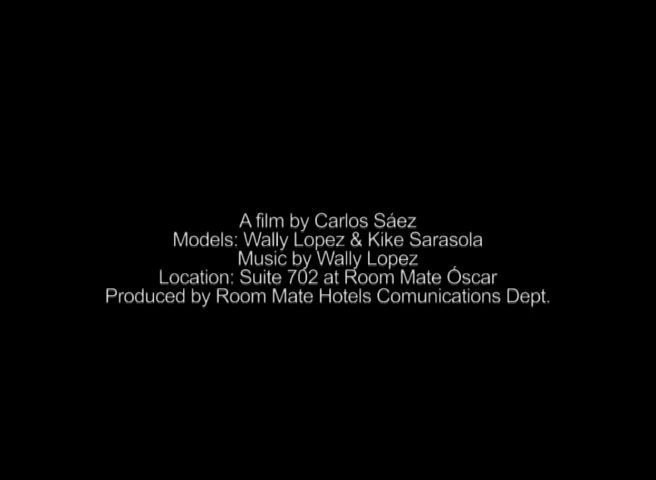 A film by Carlos Sáez
Models: Wally Lopez & Kike Sarasola
Music by Wally Lopez
Location: Suite 702 at Room Mate Óscar
Produced by Room Mate Hotels Comunications Dept.